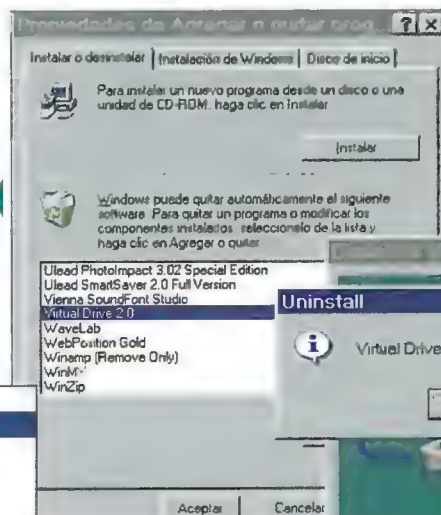 Propiedades de Agregar o quitar prog...
Instalar o desinstalar
Instalación de Windows
Disco de inicio
Para instalar un nuevo programa desde un disco o una
unidad de CD-ROM, haga clic en Instalar
Instalar
Windows puede quitar automáticamente el siguiente
software. Para quitar un programa o modificar los
componentes instalados, selecciónelo de la lista y
haga clic en Agregar o quitar
Ulead PhotoImpact 3.02 Special Edition
Ulead SmartSaver 2.0 Full Version
Vienna SoundFont Studio
Virtual Drive 2.0
WaveLab
WebPosition Gold
Winamp (Remove Only)
WinZip
Uninstall
Virtual Drive
Aceptar
Cancelar